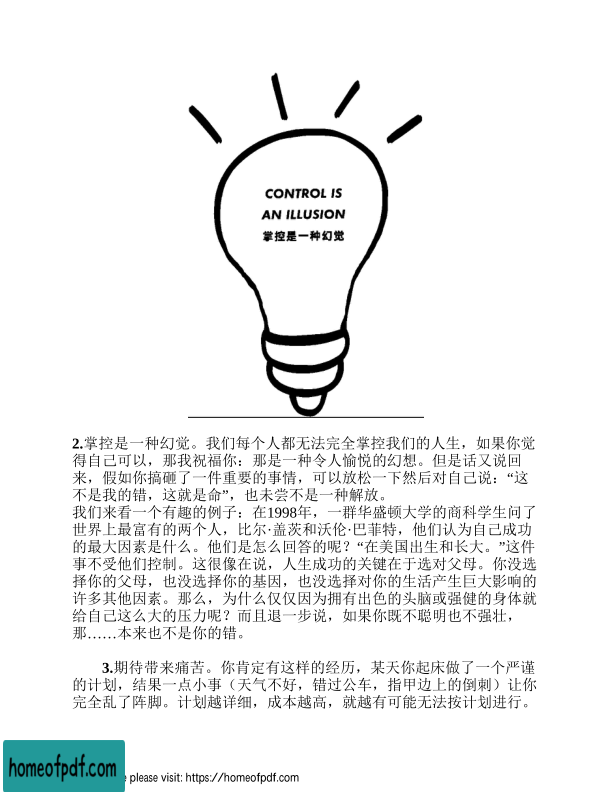 CONTROL IS
AN ILLUSION
掌控是一种幻觉
2.掌控是一种幻觉。我们每个人都无法完全掌控我们的人生，如果你觉
得自己可以，那我祝福你：那是一种令人愉悦的幻想。但是话又说回
来，假如你搞砸了一件重要的事情，可以放松一下然后对自己说：“这
不是我的错，这就是命”，也未尝不是一种解放。
我们来看一个有趣的例子：在1998年，一群华盛顿大学的商科学生问了
世界上最富有的两个人，比尔·盖茨和沃伦·巴菲特，他们认为自己成功
的最大因素是什么。他们是怎么回答的呢？“在美国出生和长大。”这件
事不受他们控制。这很像在说，人生成功的关键在于选对父母。你没选
择你的父母，也没选择你的基因，也没选择对你的生活产生巨大影响的
许多其他因素。那么，为什么仅仅因为拥有出色的头脑或强健的身体就
给自己这么大的压力呢？而且退一步说，如果你既不聪明也不强壮，
那……本来也不是你的错。
3.期待带来痛苦。你肯定有这样的经历，某天你起床做了一个严谨
的计划，结果一点小事（天气不好，错过公车，指甲边上的倒刺）让你
完全乱了阵脚。计划越详细，成本越高，就越有可能无法按计划进行。
homeofpdf.com
please visit: https://homeofpdf.com